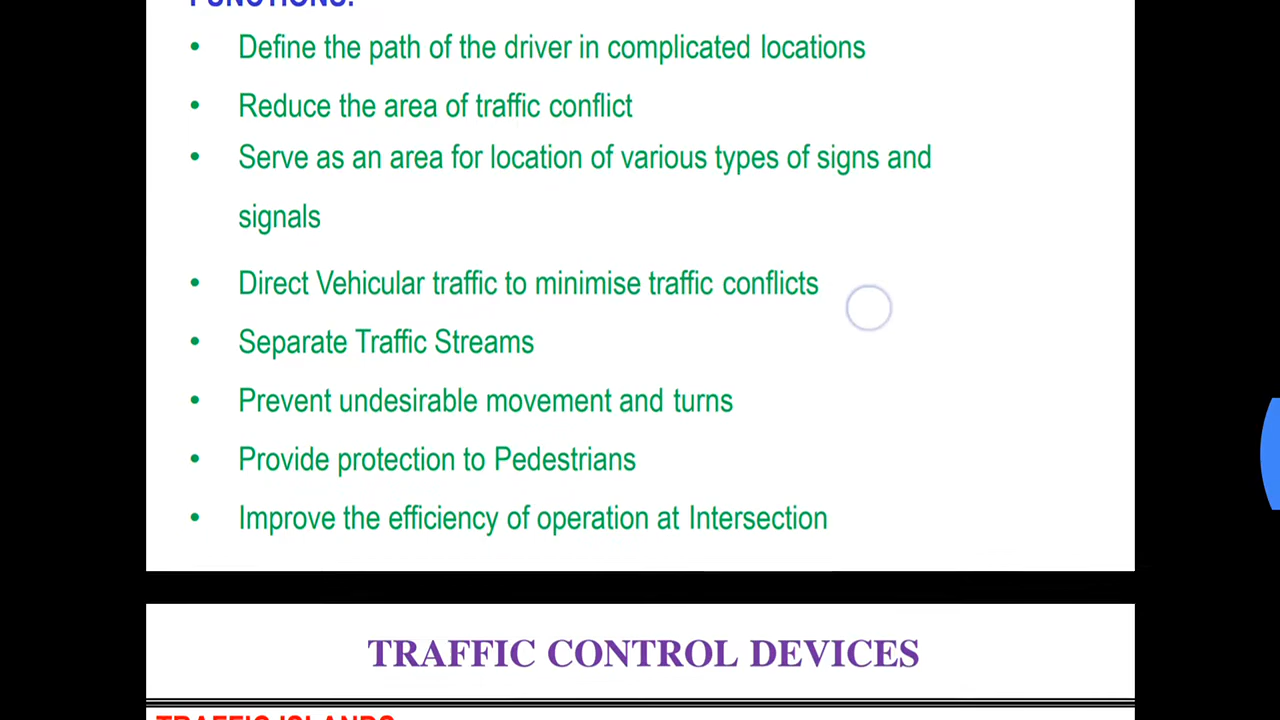 FUNCTIONS:
• Define the path of the driver in complicated locations
• Reduce the area of traffic conflict
• Serve as an area for location of various types of signs and
signals
• Direct Vehicular traffic to minimise traffic conflicts
• Separate Traffic Streams
• Prevent undesirable movement and turns
• Provide protection to Pedestrians
• Improve the efficiency of operation at Intersection
TRAFFIC CONTROL DEVICES
TRAFFIC ISLANDS